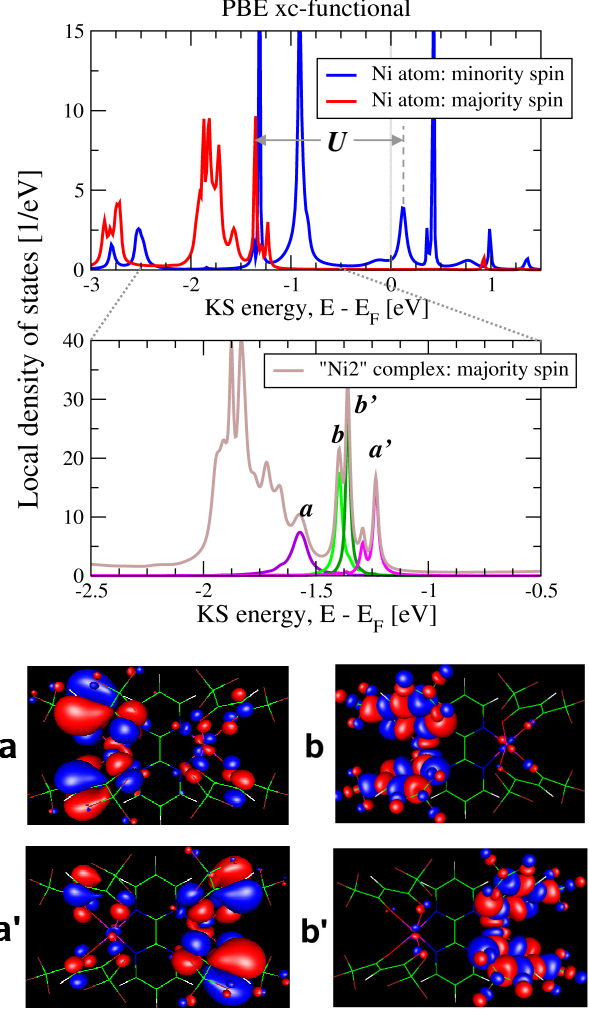 PBE xc-functional
15
Ni atom: minority spin
Ni atom: majority spin
10
U
5
0
-3 -2 -1 0 1
KS energy, E - E_F [eV]
Local density of states [1/eV]
40
"Ni2" complex: majority spin
30
b'
b
a'
20
a
10
0
-2.5 -2 -1.5 -1 -0.5
KS energy, E - E_F [eV]
a b
a' b'